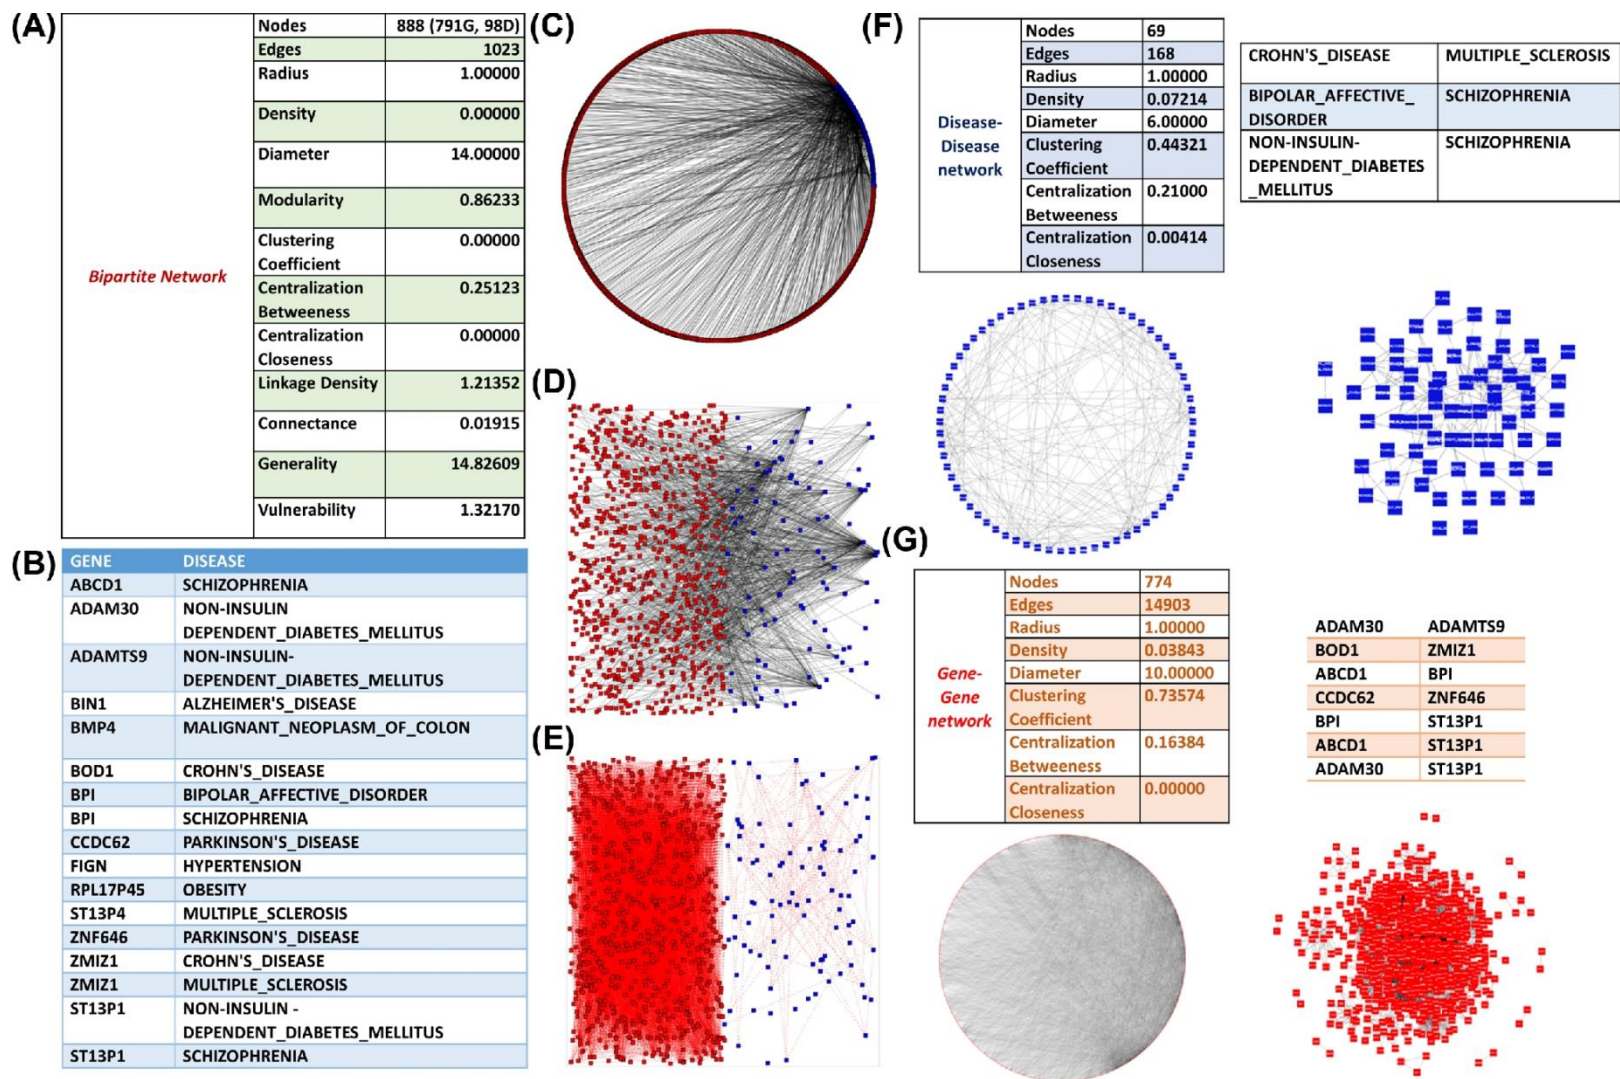 (A)
Bipartite Network
Nodes 888 (791G, 98D)
Edges 1023
Radius 1.00000
Density 0.00000
Diameter 14.00000
Modularity 0.86233
Clustering 0.00000
Coefficient
Centralization 0.25123
Betweeness
Centralization 0.00000
Closeness
Linkage Density 1.21352
Connectance 0.01915
Generality 14.82609
Vulnerability 1.32170
(B)
GENE DISEASE
ABCD1 SCHIZOPHRENIA
ADAM30 NON-INSULIN
DEPENDENT_DIABETES_MELLITUS
ADAMTS9 NON-INSULIN-
DEPENDENT_DIABETES_MELLITUS
BIN1 ALZHEIMER'S_DISEASE
BMP4 MALIGNANT_NEOPLASM_OF_COLON
BOD1 CROHN'S_DISEASE
BPI BIPOLAR_AFFECTIVE_DISORDER
BPI SCHIZOPHRENIA
CCDC62 PARKINSON'S_DISEASE
FIGN HYPERTENSION
RPL17P45 OBESITY
ST13P4 MULTIPLE_SCLEROSIS
ZNF646 PARKINSON'S_DISEASE
ZMIZ1 CROHN'S_DISEASE
ZMIZ1 MULTIPLE_SCLEROSIS
ST13P1 NON-INSULIN -
DEPENDENT_DIABETES_MELLITUS
ST13P1 SCHIZOPHRENIA
(C)
(D)
(E)
(F)
Disease-
Disease
network
Nodes 69
Edges 168
Radius 1.00000
Density 0.07214
Diameter 6.00000
Clustering 0.44321
Coefficient
Centralization 0.21000
Betweeness
Centralization 0.00414
Closeness
CROHN'S_DISEASE MULTIPLE_SCLEROSIS
BIPOLAR_AFFECTIVE_ SCHIZOPHRENIA
DISORDER
NON-INSULIN- SCHIZOPHRENIA
DEPENDENT_DIABETES
_MELLITUS
(G)
Gene-
Gene
network
Nodes 774
Edges 14903
Radius 1.00000
Density 0.03843
Diameter 10.00000
Clustering 0.73574
Coefficient
Centralization 0.16384
Betweeness
Centralization 0.00000
Closeness
ADAM30 ADAMTS9
BOD1 ZMIZ1
ABCD1 BPI
CCDC62 ZNF646
BPI ST13P1
ABCD1 ST13P1
ADAM30 ST13P1